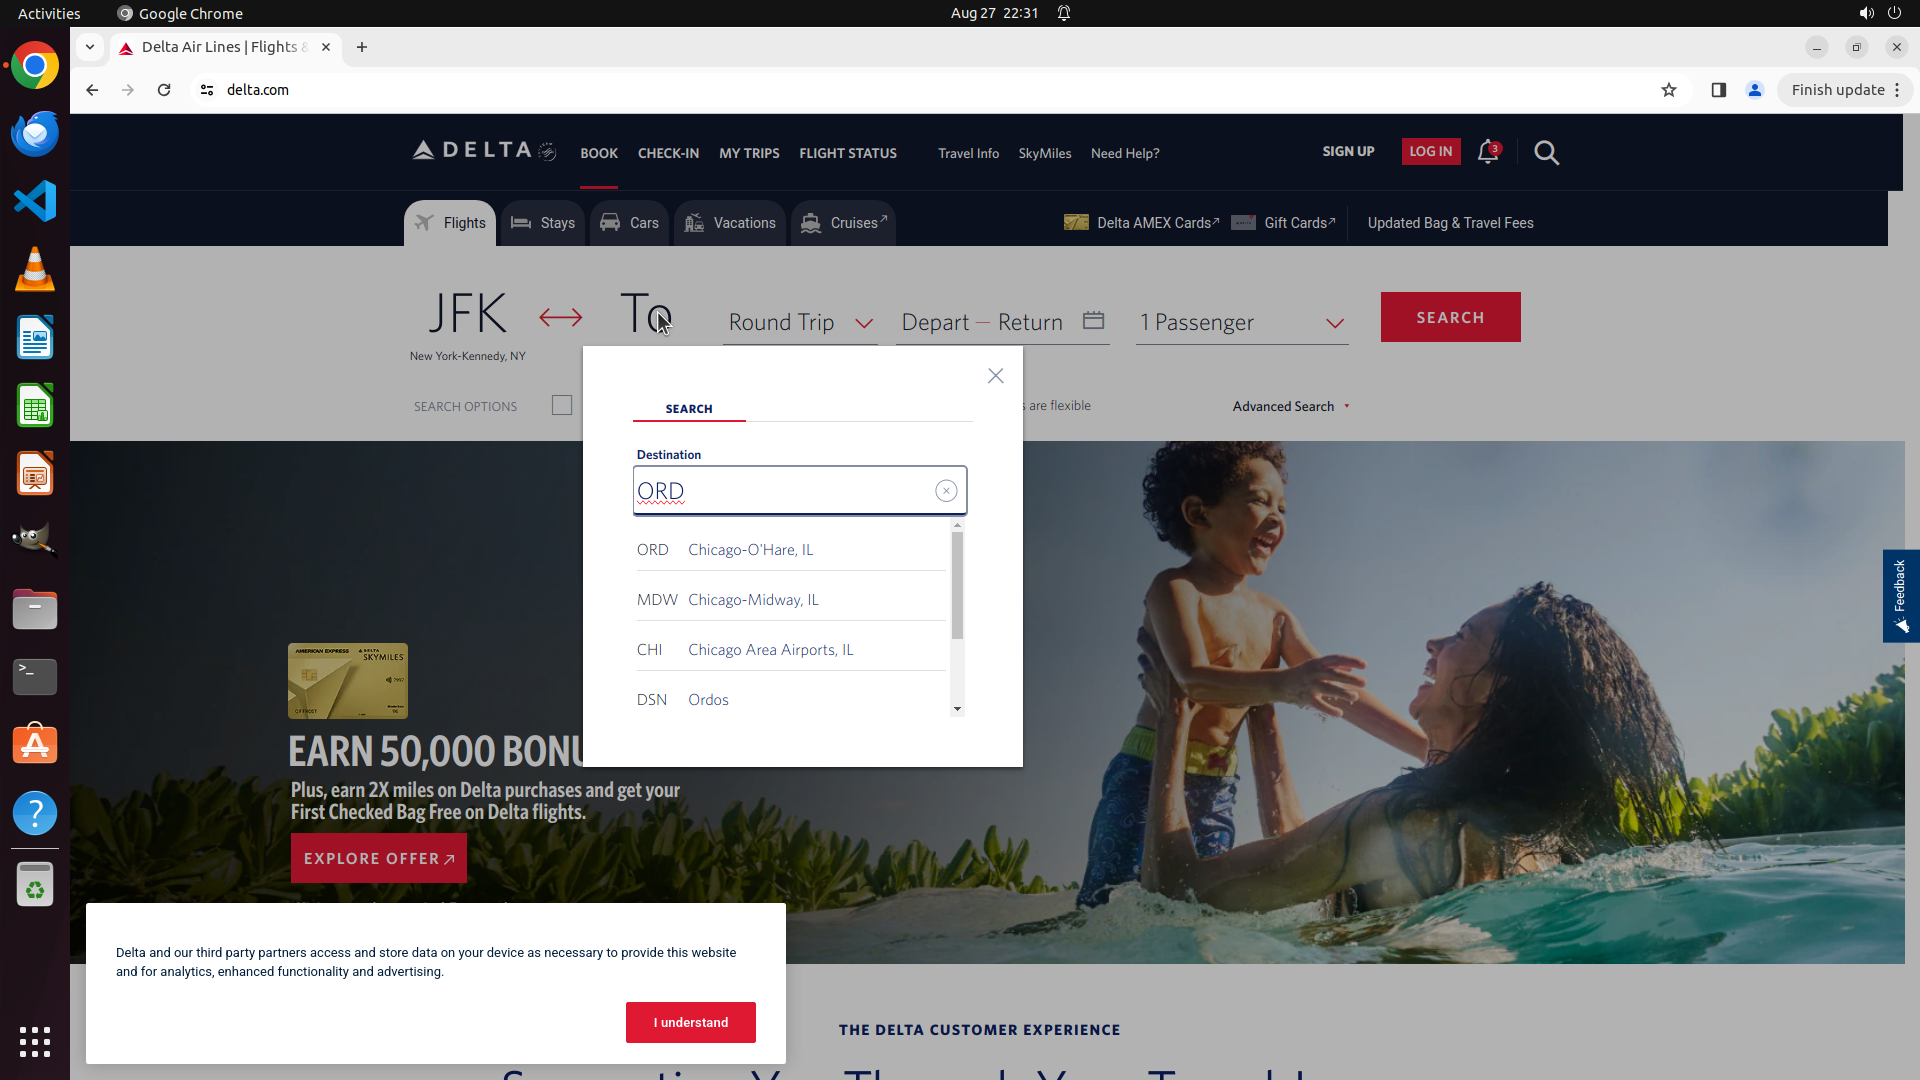 Activities
Google Chrome
Aug 27 22:31
Delta Air Lines | Flights &
delta.com
Finish update
DELTA
BOOK
CHECK-IN
MY TRIPS
FLIGHT STATUS
Travel Info
SkyMiles
Need Help?
SIGN UP
LOG IN
3
Flights
Stays
Cars
Vacations
Cruises
Delta AMEX Cards
Gift Cards
Updated Bag & Travel Fees
JFK
To
Round Trip
Depart — Return
1 Passenger
SEARCH
New York-Kennedy, NY
SEARCH OPTIONS
are flexible
Advanced Search
SEARCH
Destination
ORD
ORD Chicago-O'Hare, IL
MDW Chicago-Midway, IL
CHI Chicago Area Airports, IL
DSN Ordos
Feedback
AMERICAN EXPRESS
DELTA
SKYMILES
EARN 50,000 BONU
Plus, earn 2X miles on Delta purchases and get your
First Checked Bag Free on Delta flights.
EXPLORE OFFER
Delta and our third party partners access and store data on your device as necessary to provide this website
and for analytics, enhanced functionality and advertising.
I understand
THE DELTA CUSTOMER EXPERIENCE